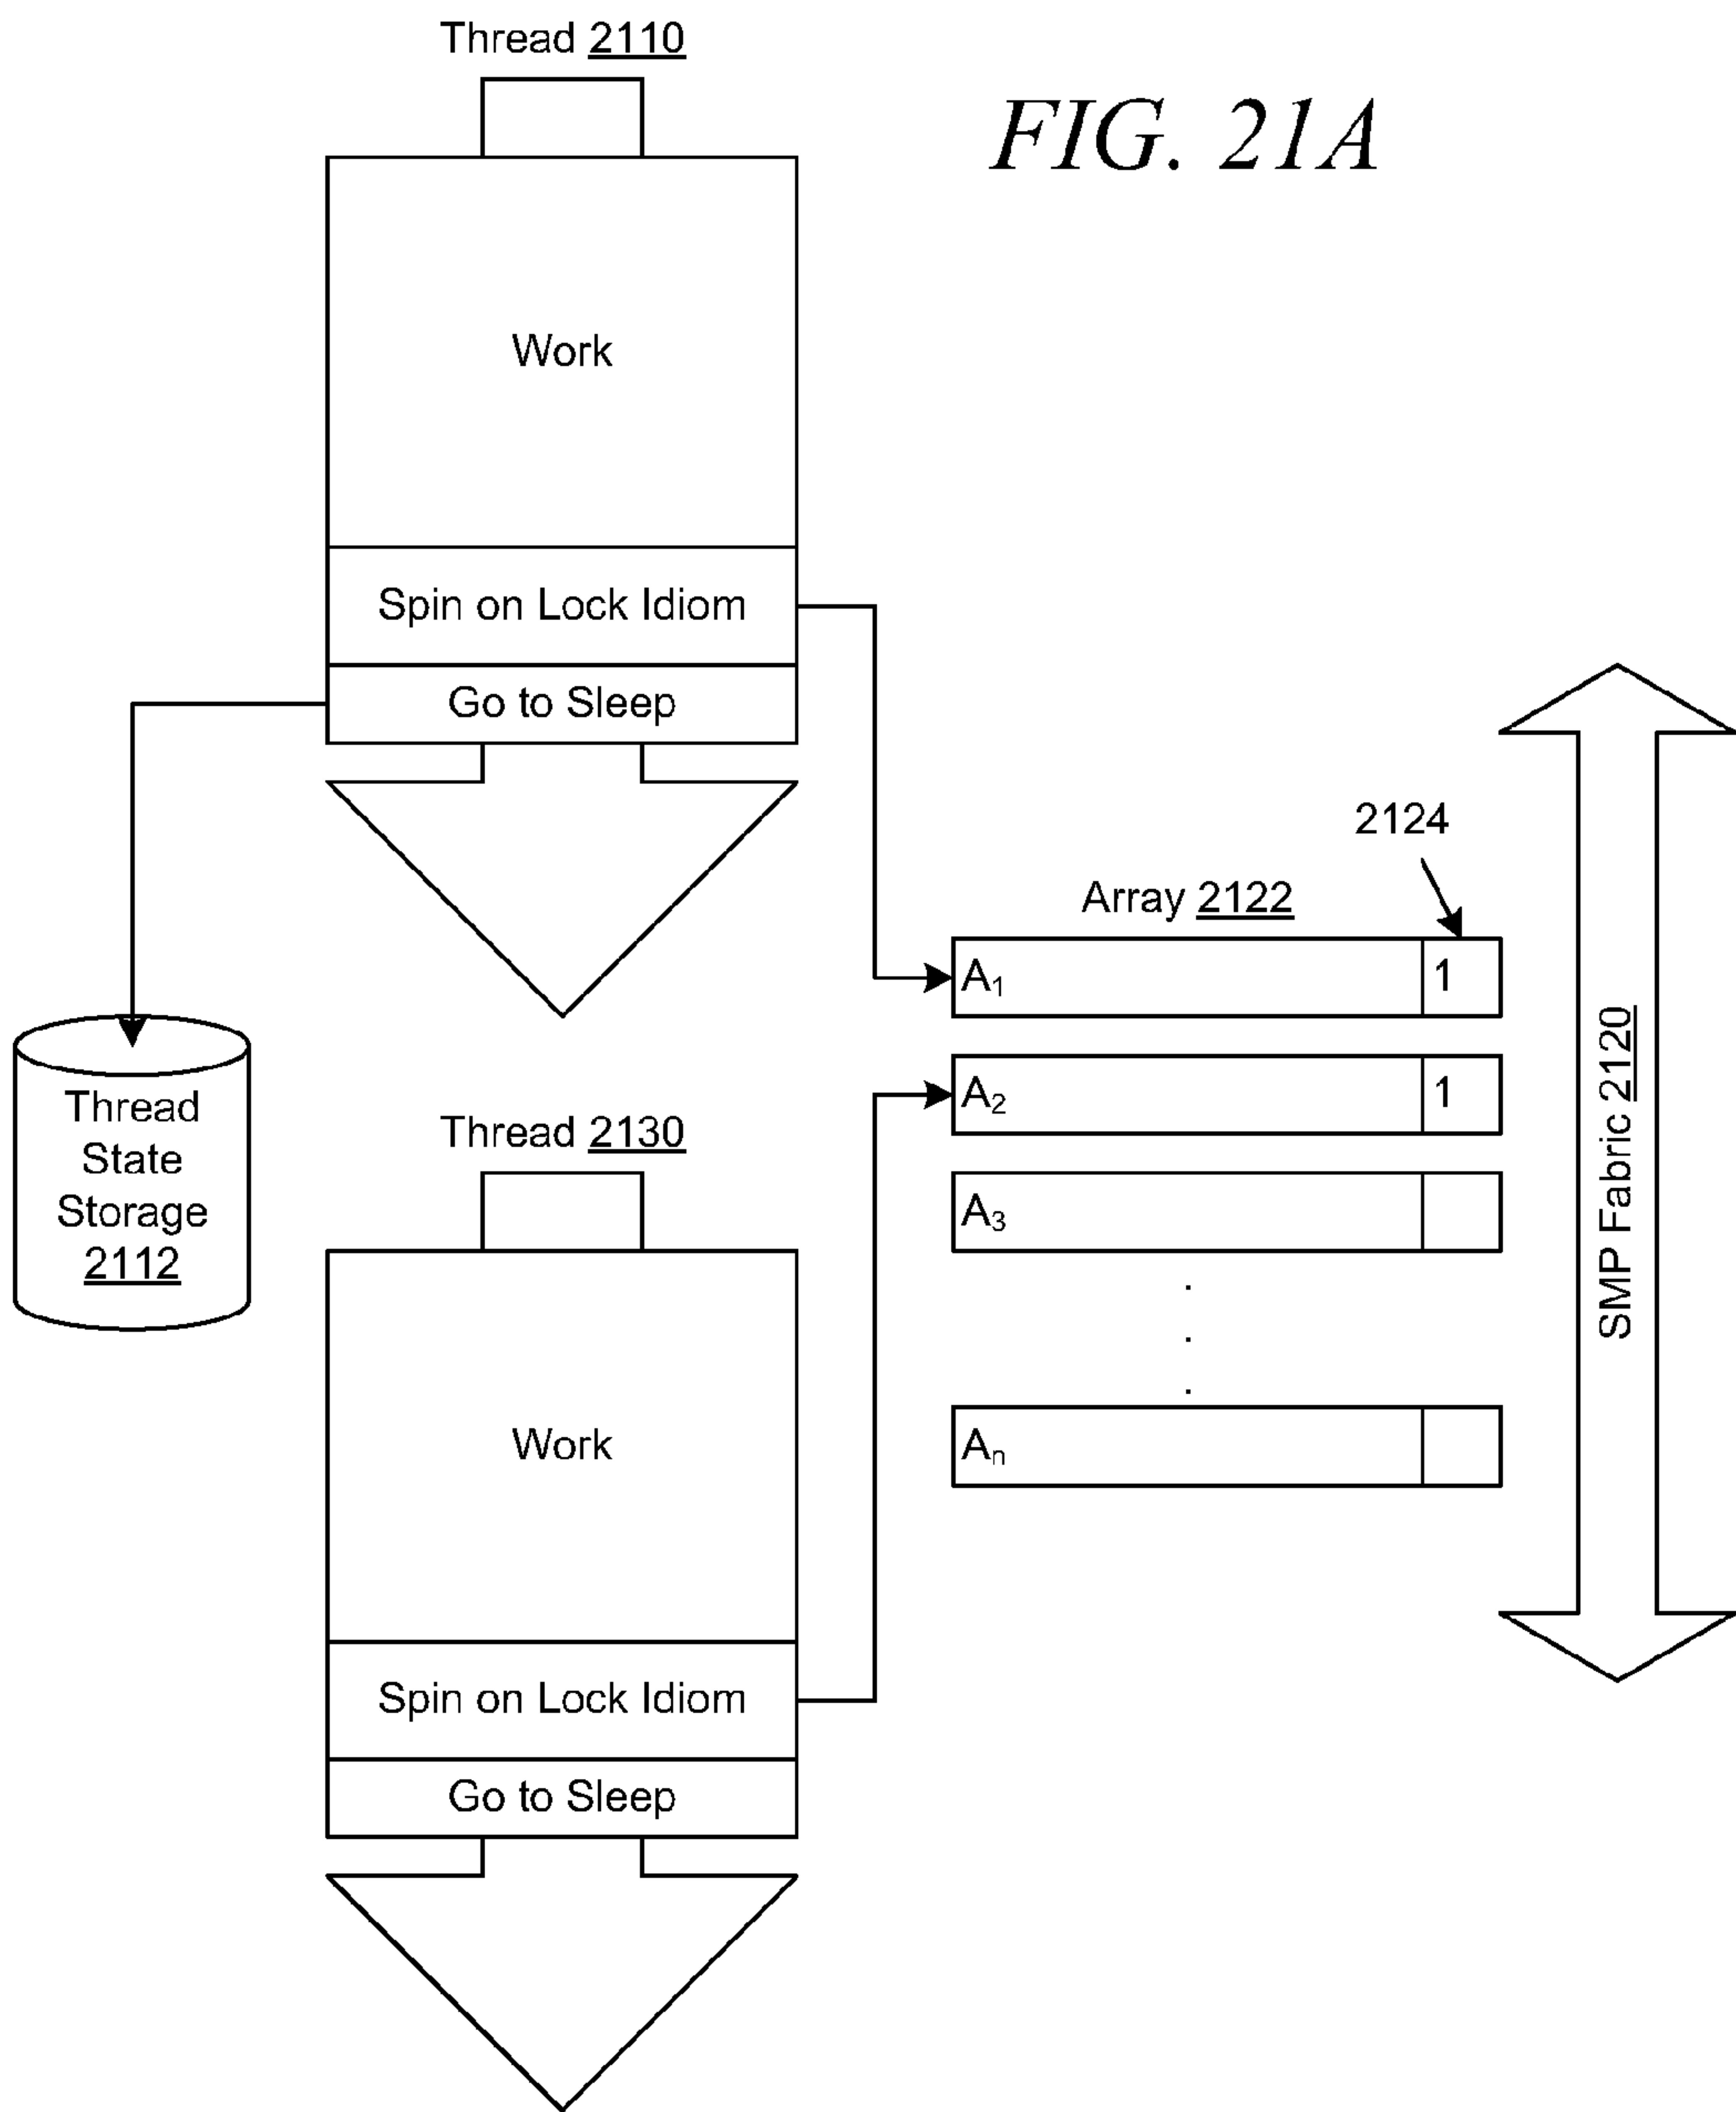 Thread 2110
FIG. 21A
Work
Spin on Lock Idiom
Go to Sleep
2124
Array 2122
A1 1
A2 1
A3
.
.
.
An
SMP Fabric 2120
Thread
State
Storage
2112
Thread 2130
Work
Spin on Lock Idiom
Go to Sleep